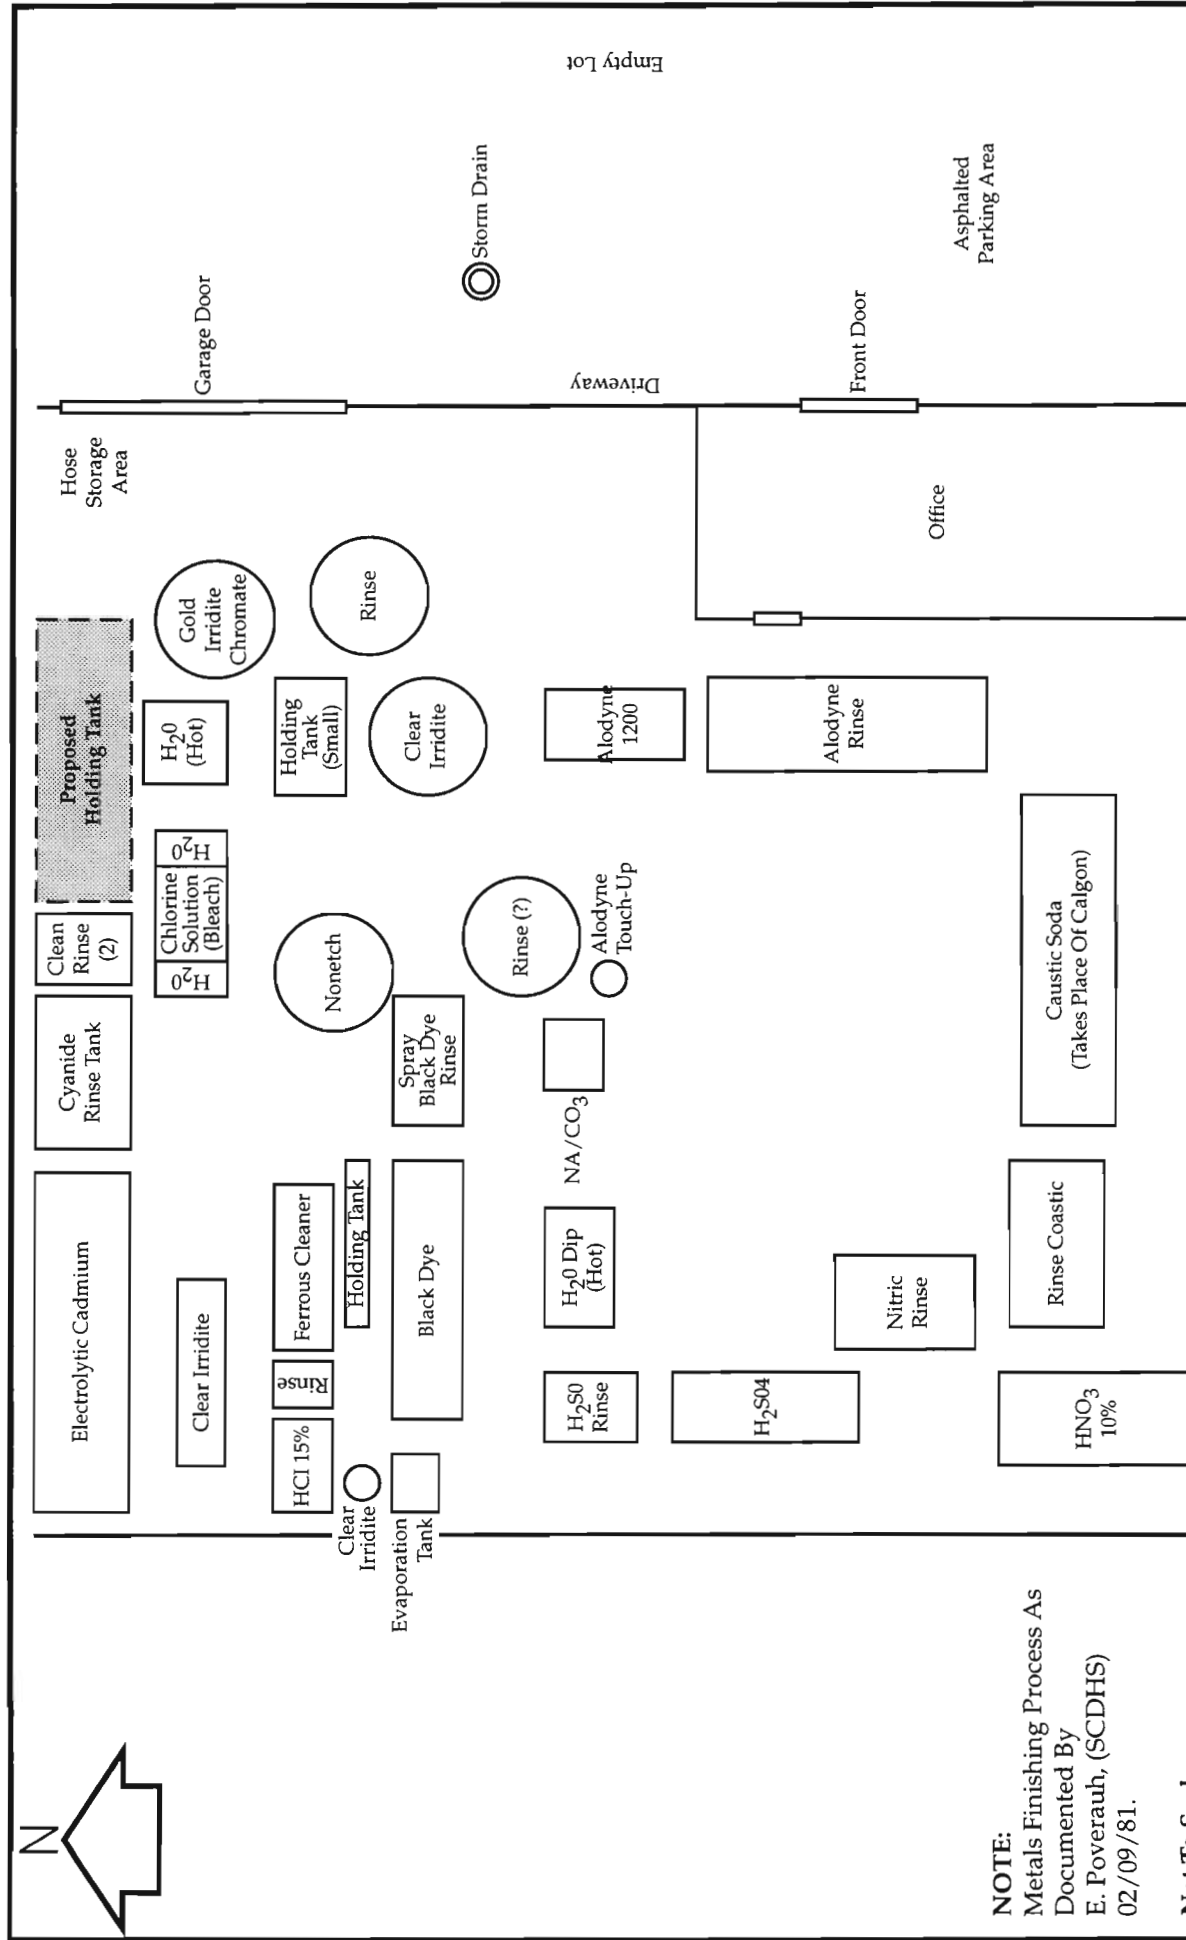 N
Electrolytic Cadmium
Cyanide
Rinse Tank
Clean
Rinse
(2)
Proposed
Holding Tank
Hose
Storage
Area
Garage Door
Clear Irridite
H20
Chlorine
Solution
(Bleach)
H20
H20
(Hot)
Gold
Irridite
Chromate
HCI 15%
Rinse
Ferrous Cleaner
Nonetch
Holding
Tank
(Small)
Rinse
Clear
Irridite
Holding Tank
Evaporation
Tank
Black Dye
Spray
Black Dye
Rinse
Clear
Irridite
Rinse (?)
Storm Drain
H2S0
Rinse
H20 Dip
(Hot)
NA/CO3
Alodyne
Touch-Up
Alodyne
1200
Driveway
Empty Lot
H2S04
Nitric
Rinse
Alodyne
Rinse
Front Door
Office
Asphalted
Parking Area
HNO3
10%
Rinse Coastic
Caustic Soda
(Takes Place Of Calgon)
NOTE:
Metals Finishing Process As
Documented By
E. Poverauh, (SCDHS)
02/09/81.